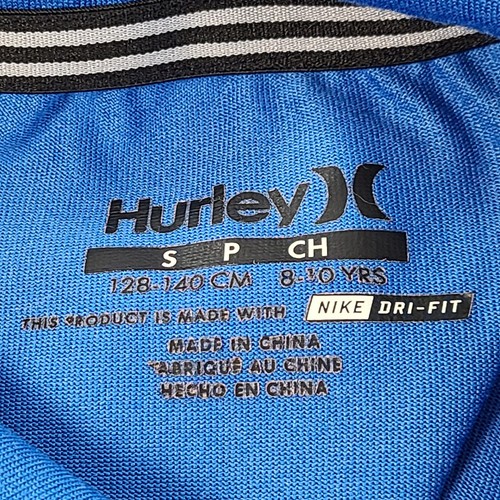 Hurley
S P CH
128-140 CM 8-10 YRS
THIS PRODUCT IS MADE WITH NIKE DRI-FIT
MADE IN CHINA
FABRIQUÉ AU CHINE
HECHO EN CHINA